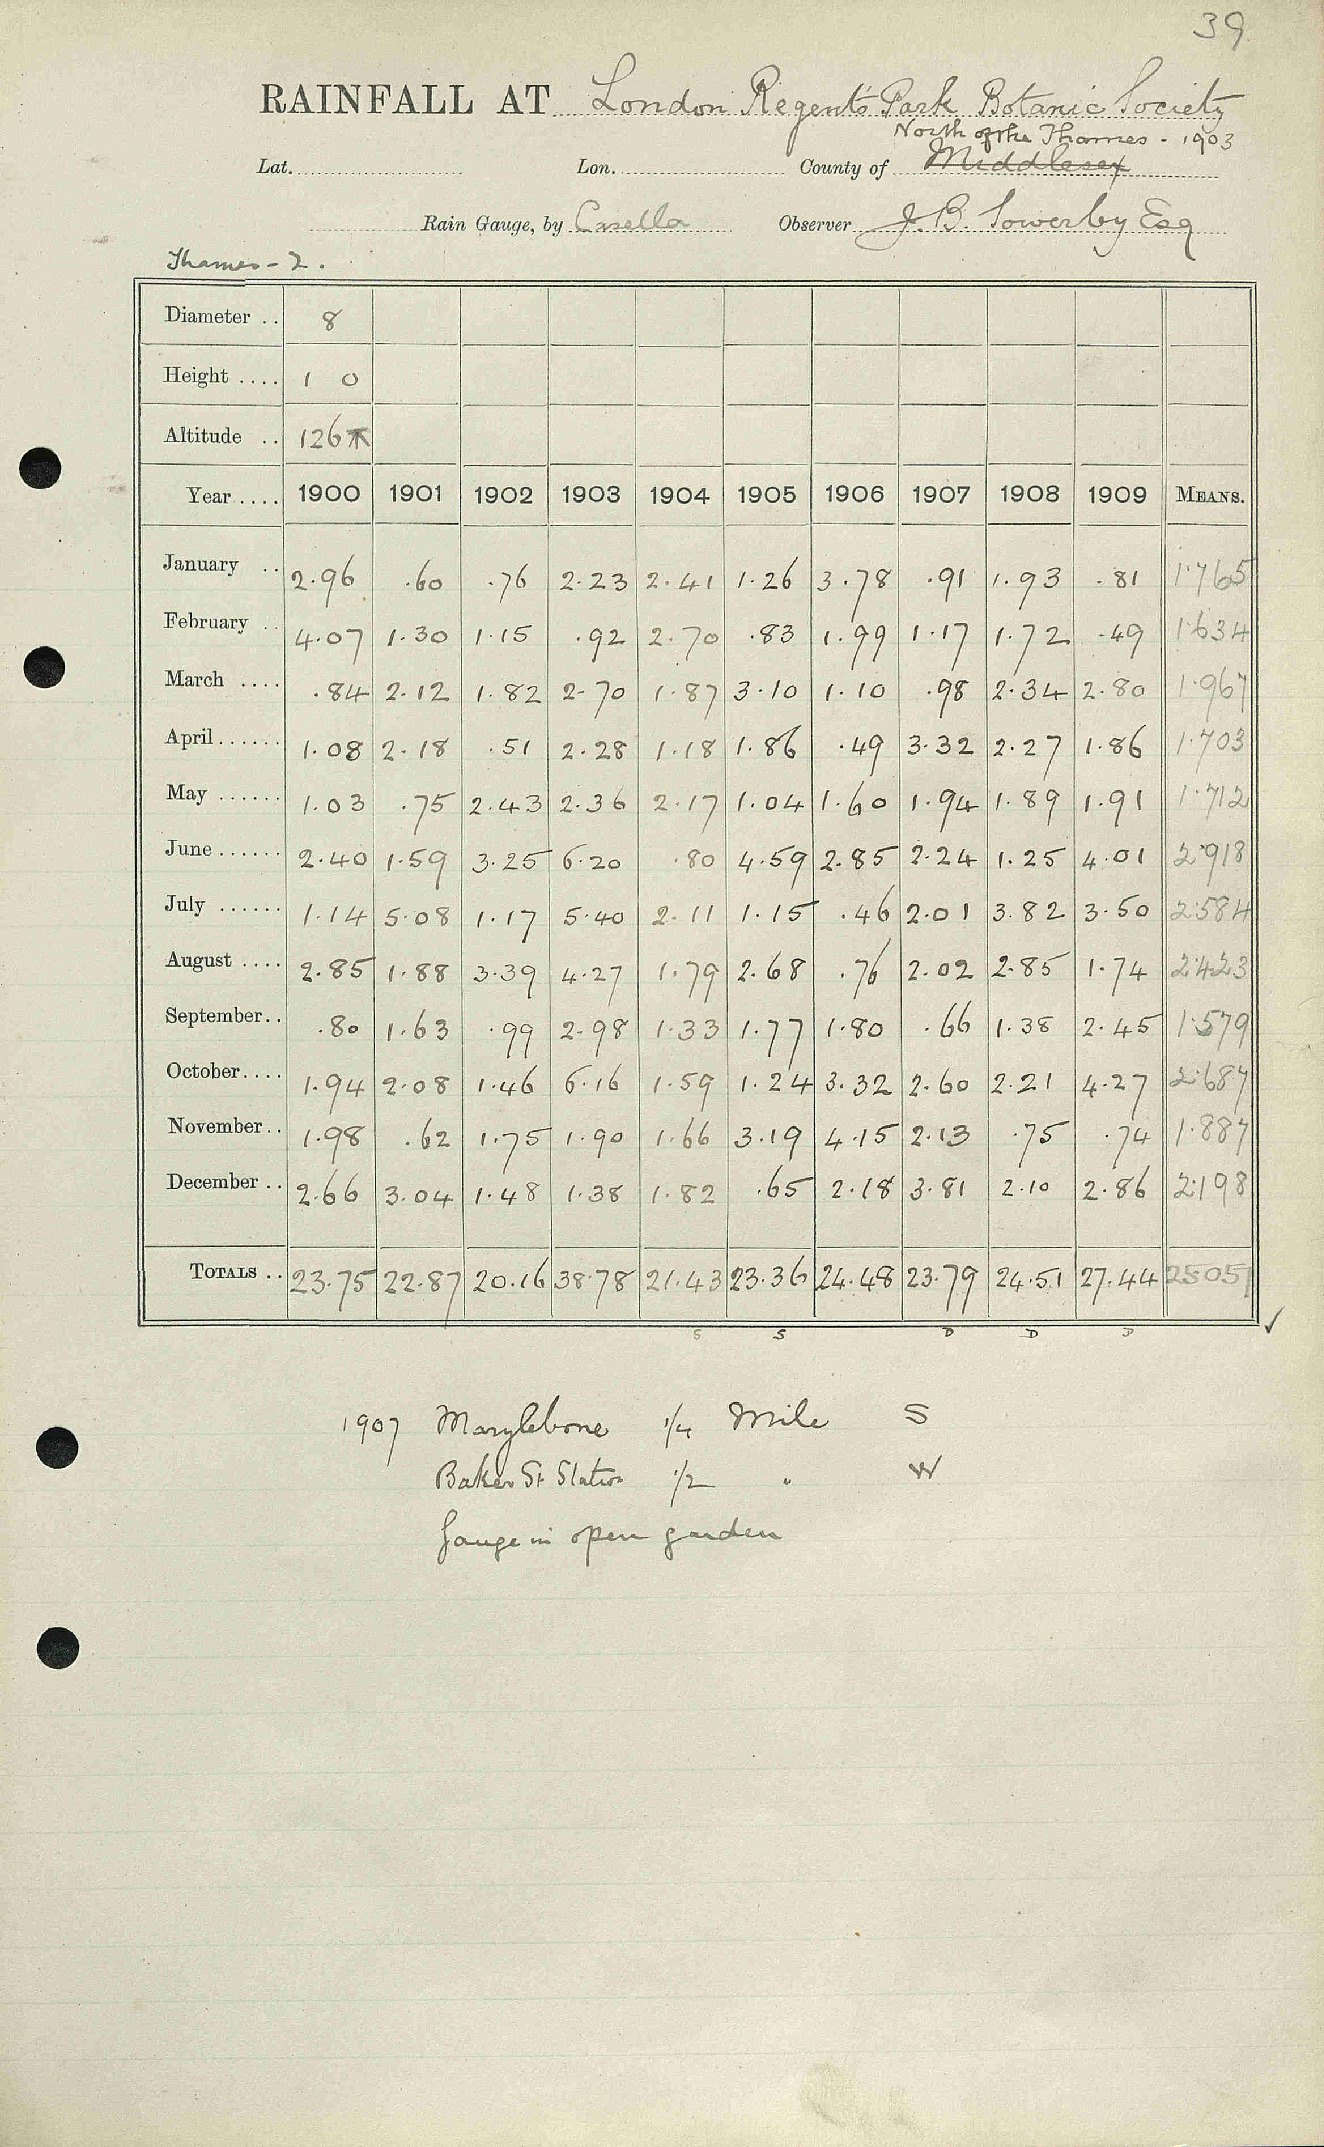 39
RAINFALL AT London Regent's Park Botanic Society
North of the Thames - 1903
Lat. Lon. County of Middlesex
Rain Gauge, by Casella Observer J. B. Sowerby Esq
Thames - 2.
Diameter .. 8
Height .... 1 0
Altitude .. 126
Year .... 1900 1901 1902 1903 1904 1905 1906 1907 1908 1909 MEANS.
January .. 2.96 .60 .76 2.23 2.41 1.26 3.78 .91 1.93 .81 1.765
February .. 4.07 1.30 1.15 .92 2.70 .83 1.99 1.17 1.72 .49 1.634
March .... .84 2.12 1.82 2.70 1.87 3.10 1.10 .98 2.34 2.80 1.967
April...... 1.08 2.18 .51 2.28 1.18 1.86 .49 3.32 2.27 1.86 1.703
May ...... 1.03 .75 2.43 2.36 2.17 1.04 1.60 1.94 1.89 1.91 1.712
June ...... 2.40 1.59 3.25 6.20 .80 4.59 2.85 2.24 1.25 4.01 2.918
July ...... 1.14 5.08 1.17 5.40 2.11 1.15 .46 2.01 3.82 3.50 2.584
August .... 2.85 1.88 3.39 4.27 1.79 2.68 .76 2.02 2.85 1.74 2.423
September.. .80 1.63 .99 2.98 1.33 1.77 1.80 .66 1.38 2.45 1.579
October.... 1.94 2.08 1.46 6.16 1.59 1.24 3.32 2.60 2.21 4.27 2.687
November.. 1.98 .62 1.75 1.90 1.66 3.19 4.15 2.13 .75 .74 1.887
December .. 2.66 3.04 1.48 1.38 1.82 .65 2.18 3.81 2.10 2.86 2.198
TOTALS .. 23.75 22.87 20.16 38.78 21.43 23.36 24.48 23.79 24.51 27.44 25.051
S S D D D ✓
1907 Marylebone 1/4 Mile S
Baker St Station 1/2 " W
Gauge in open garden